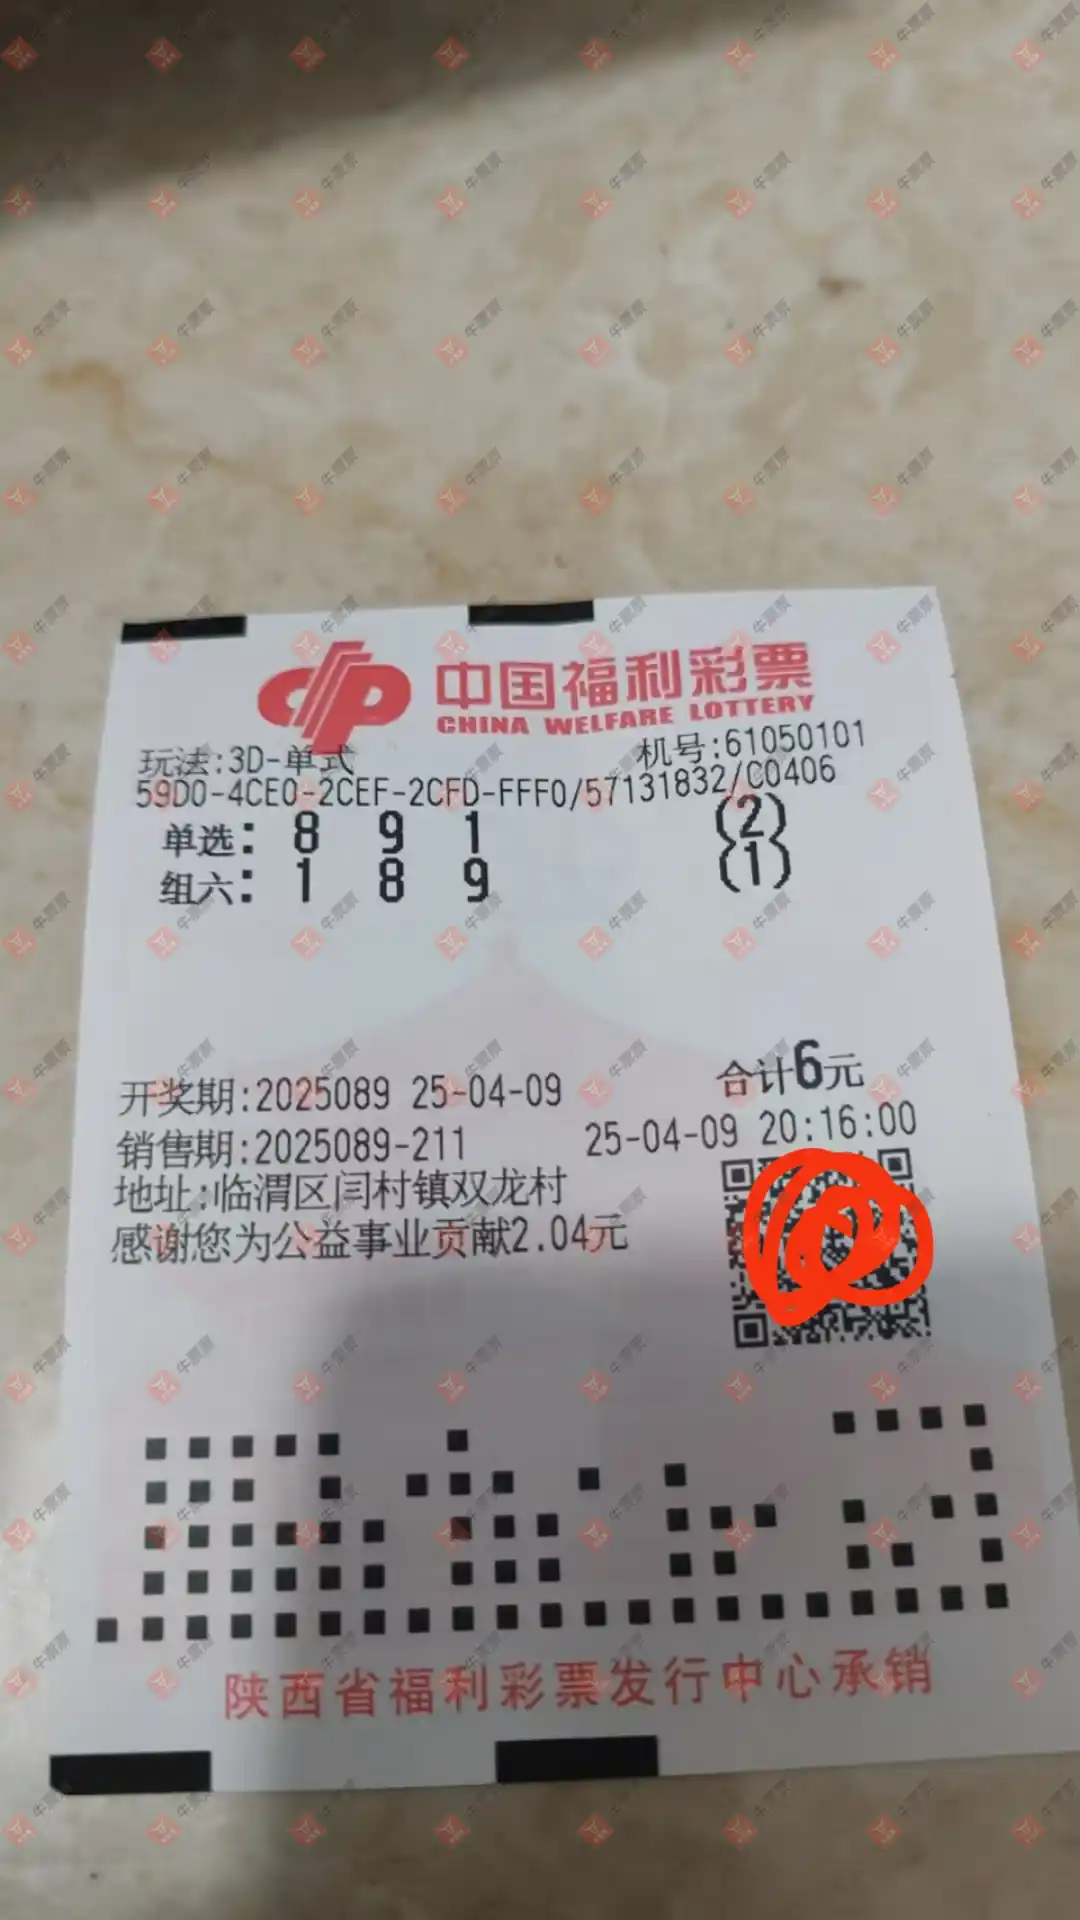 中国福利彩票
CHINA WELFARE LOTTERY
玩法:3D-单式 机号:61050101
59D0-4CE0-2CEF-2CFD-FFF0/57131832/C0406
单选: 8 9 1 (2)
组六: 1 8 9 (1)
合计6元
开奖期:2025089 25-04-09
销售期:2025089-211 25-04-09 20:16:00
地址:临渭区闫村镇双龙村
感谢您为公益事业贡献2.04元
陕西省福利彩票发行中心承销
牛票票